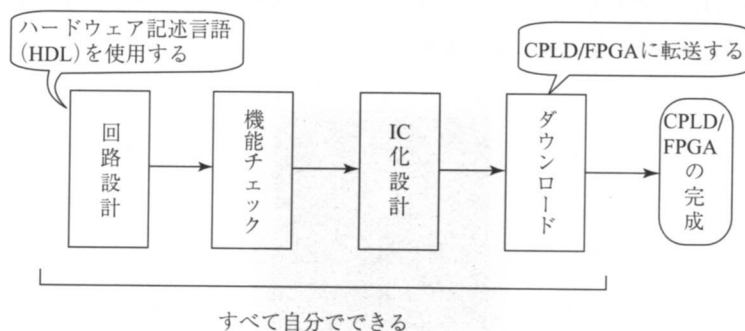 ハードウェア記述言語
(HDL)を使用する
CPLD/FPGAに転送する
回路設計
機能チェック
IC化設計
ダウンロード
CPLD/
FPGA
の
完
成
すべて自分でできる